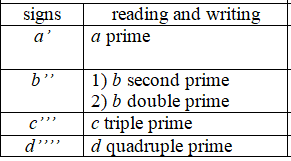 signs reading and writing
a’ a prime
b’’ 1) b second prime
2) b double prime
c’’’ c triple prime
d’’’’ d quadruple prime